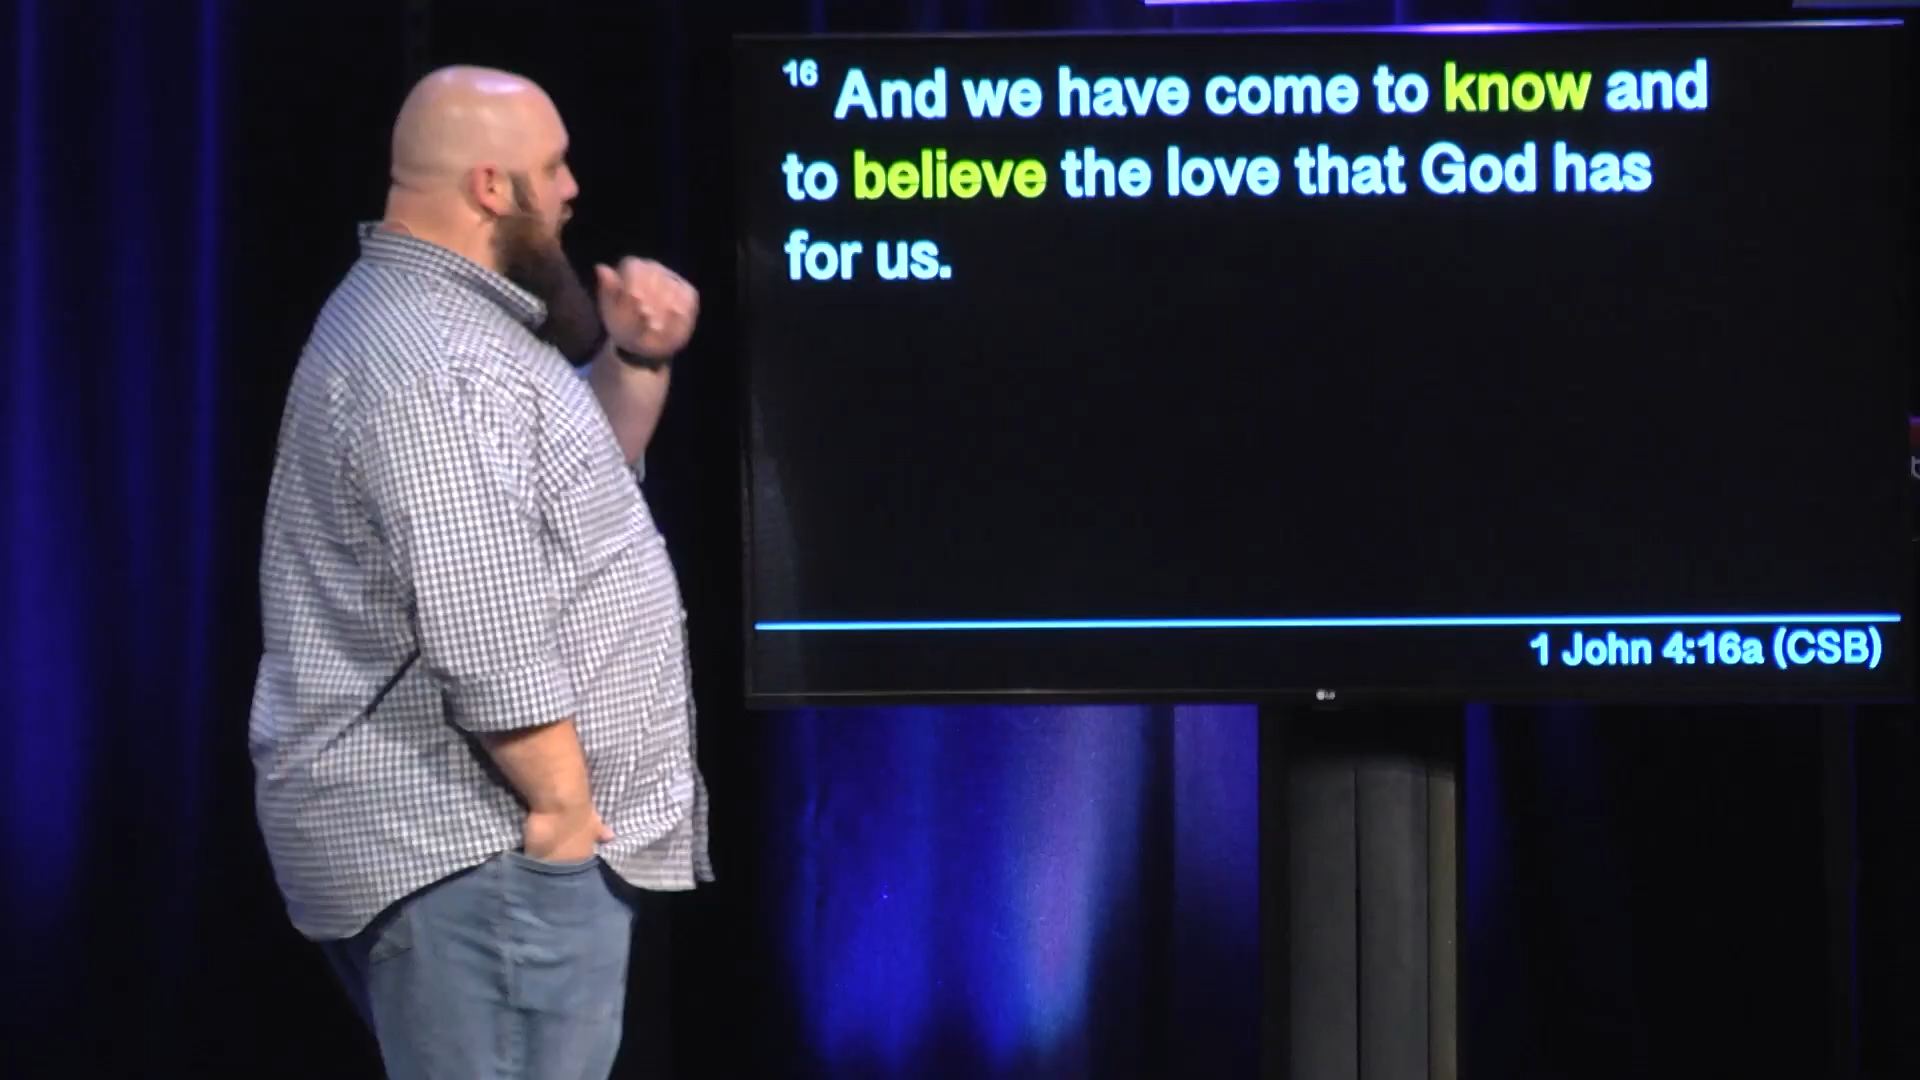 16 And we have come to know and
to believe the love that God has
for us.
1 John 4:16a (CSB)
LG